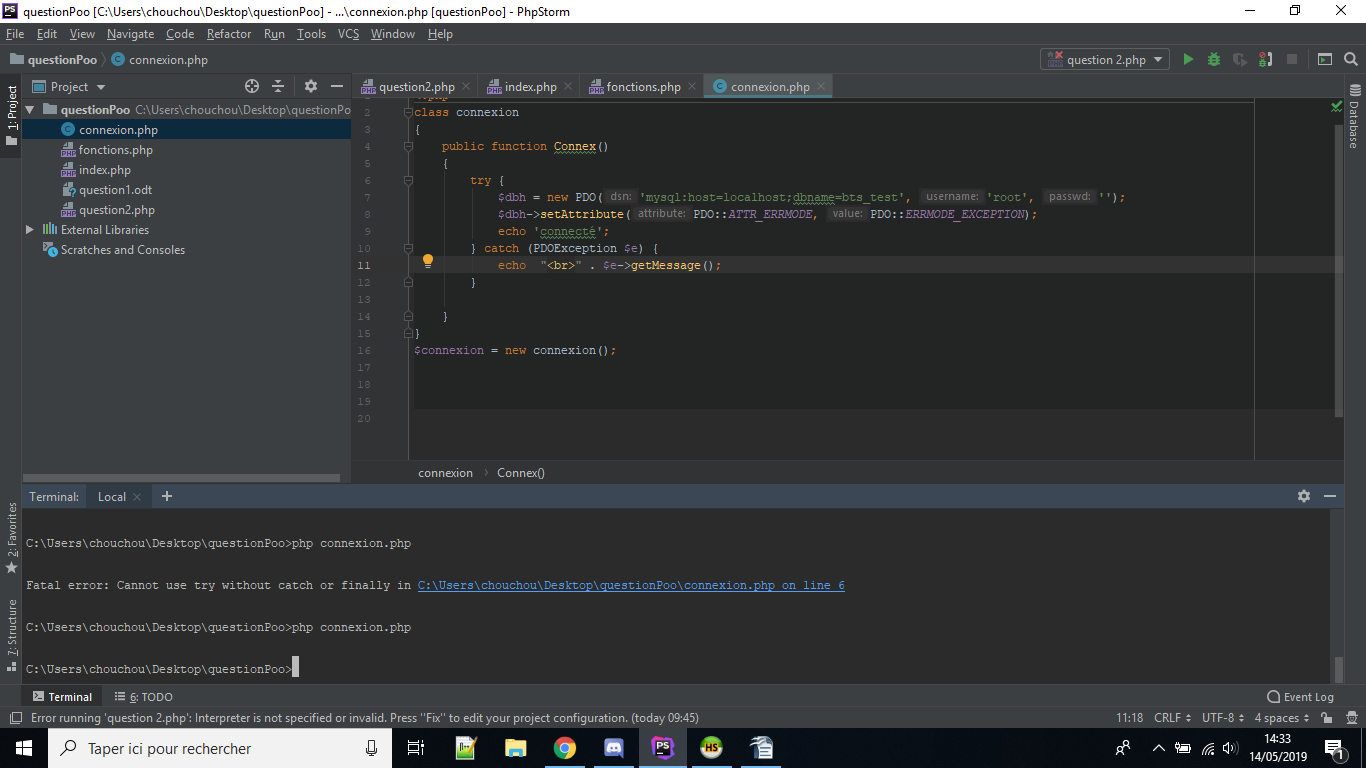 questionPoo [C:\Users\chouchou\Desktop\questionPoo] - ...\connexion.php [questionPoo] - PhpStorm
File Edit View Navigate Code Refactor Run Tools VCS Window Help
questionPoo connexion.php question 2.php
Project
question2.php index.php fonctions.php connexion.php
1: Project
Database
questionPoo C:\Users\chouchou\Desktop\questionPo
connexion.php
fonctions.php
index.php
question1.odt
question2.php
External Libraries
Scratches and Consoles
2 class connexion
3 {
4 public function Connex()
5 {
6 try {
7 $dbh = new PDO( dsn: 'mysql:host=localhost;dbname=bts_test', username: 'root', passwd: '');
8 $dbh->setAttribute( attribute: PDO::ATTR_ERRMODE, value: PDO::ERRMODE_EXCEPTION);
9 echo 'connecté';
10 } catch (PDOException $e) {
11 echo "<br>" . $e->getMessage();
12 }
13
14 }
15 }
16 $connexion = new connexion();
17
18
19
20
connexion Connex()
Terminal: Local
2: Favorites
7: Structure
C:\Users\chouchou\Desktop\questionPoo>php connexion.php
Fatal error: Cannot use try without catch or finally in C:\Users\chouchou\Desktop\questionPoo\connexion.php on line 6
C:\Users\chouchou\Desktop\questionPoo>php connexion.php
C:\Users\chouchou\Desktop\questionPoo>
Terminal 6: TODO Event Log
Error running 'question 2.php': Interpreter is not specified or invalid. Press "Fix" to edit your project configuration. (today 09:45) 11:18 CRLF UTF-8 4 spaces
Taper ici pour rechercher
PS
HS
14:33
14/05/2019
1